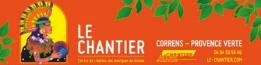 LE
CHANTIER
Centre de création des musiques du monde
CORRENS - PROVENCE VERTE
04 94 59 56 49
LE-CHANTIER.COM